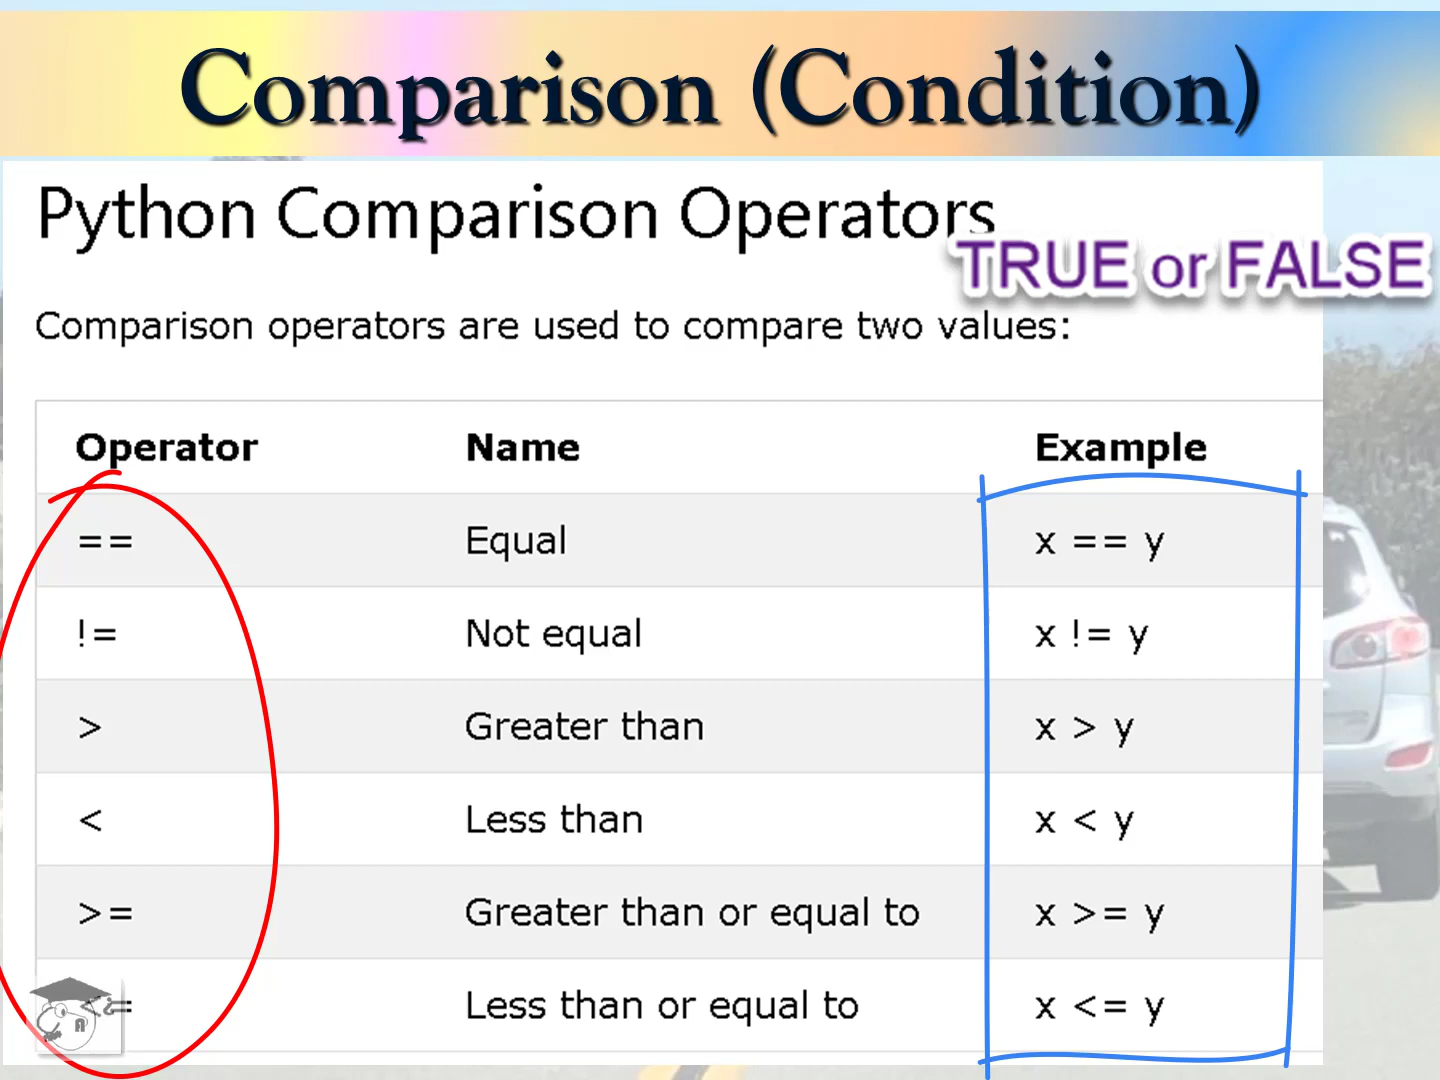 Comparison (Condition)
Python Comparison Operators
TRUE or FALSE
Comparison operators are used to compare two values:
Operator Name Example
== Equal x == y
!= Not equal x != y
> Greater than x > y
< Less than x < y
>= Greater than or equal to x >= y
<= Less than or equal to x <= y